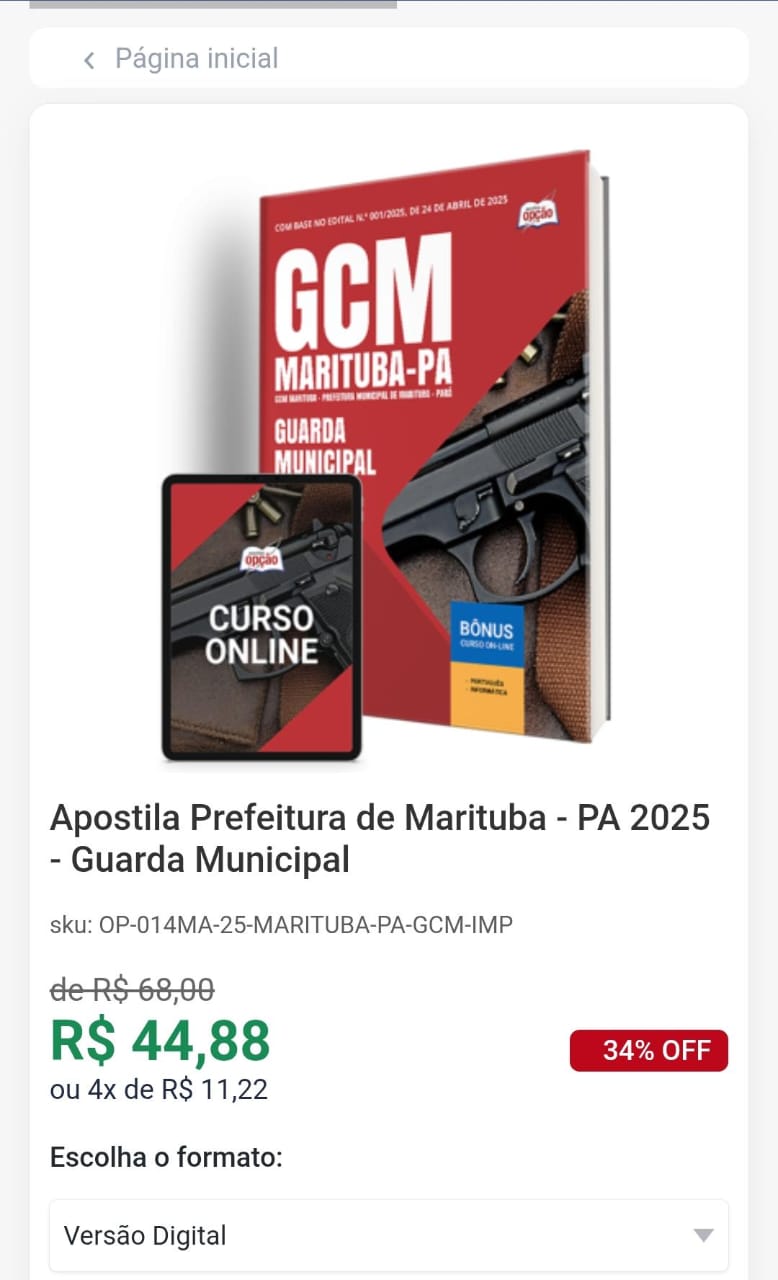 Página inicial
COM BASE NO EDITAL N.º 001/2025, DE 24 DE ABRIL DE 2025
opção
GCM
MARITUBA-PA
GCM MARITUBA - PREFEITURA MUNICIPAL DE MARITUBA - PARÁ
GUARDA
MUNICIPAL
opção
CURSO
ONLINE
BÔNUS
CURSO ON-LINE
- PORTUGUÊS
- INFORMÁTICA
Apostila Prefeitura de Marituba - PA 2025
- Guarda Municipal
sku: OP-014MA-25-MARITUBA-PA-GCM-IMP
de R$ 68,00
R$ 44,88
34% OFF
ou 4x de R$ 11,22
Escolha o formato:
Versão Digital